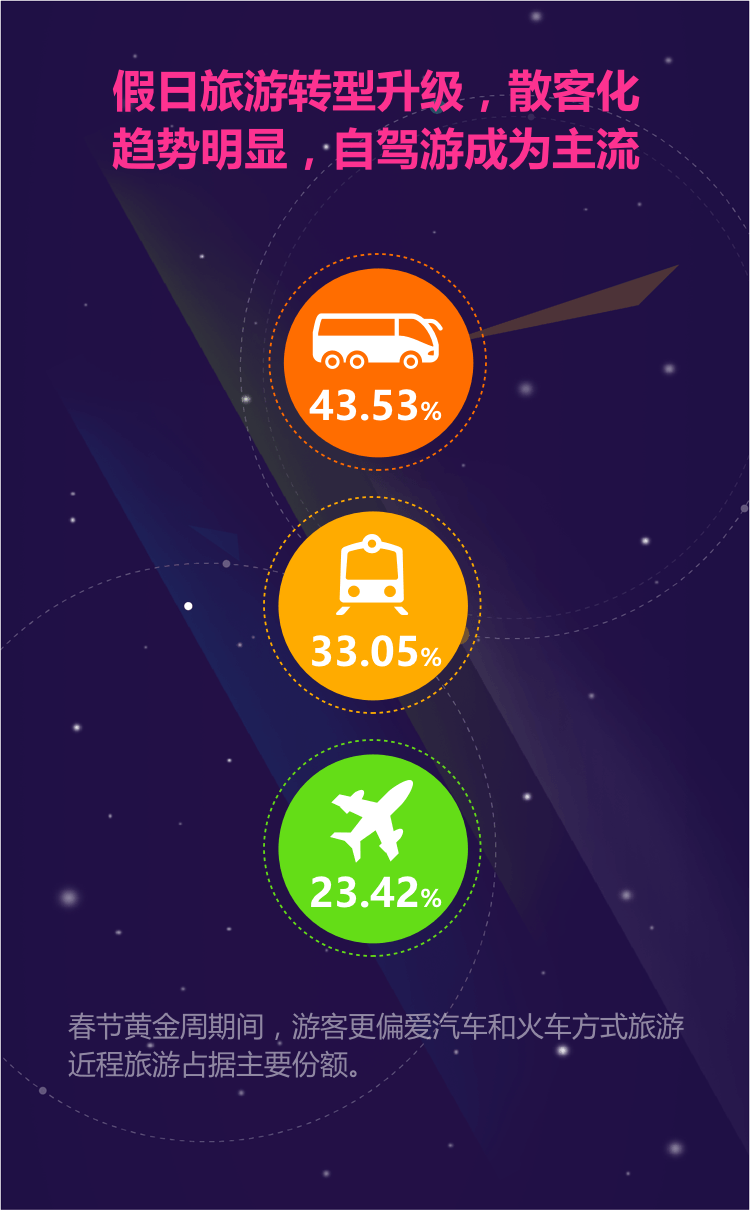 假日旅游转型升级，散客化
趋势明显，自驾游成为主流
43.53%
33.05%
23.42%
春节黄金周期间，游客更偏爱汽车和火车方式旅游
近程旅游占据主要份额。